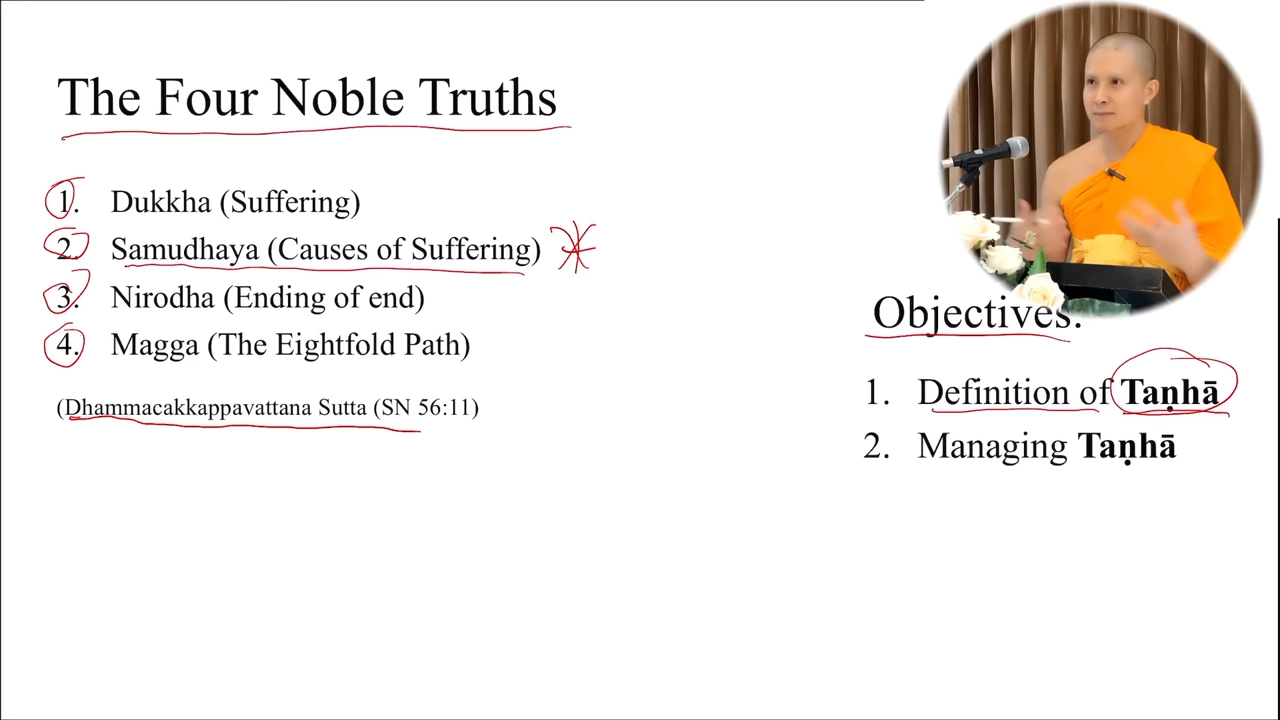 The Four Noble Truths
1. Dukkha (Suffering)
2. Samudhaya (Causes of Suffering)
3. Nirodha (Ending of end)
4. Magga (The Eightfold Path)
(Dhammacakkappavattana Sutta (SN 56:11)
Objectives:
1. Definition of Taṇhā
2. Managing Taṇhā